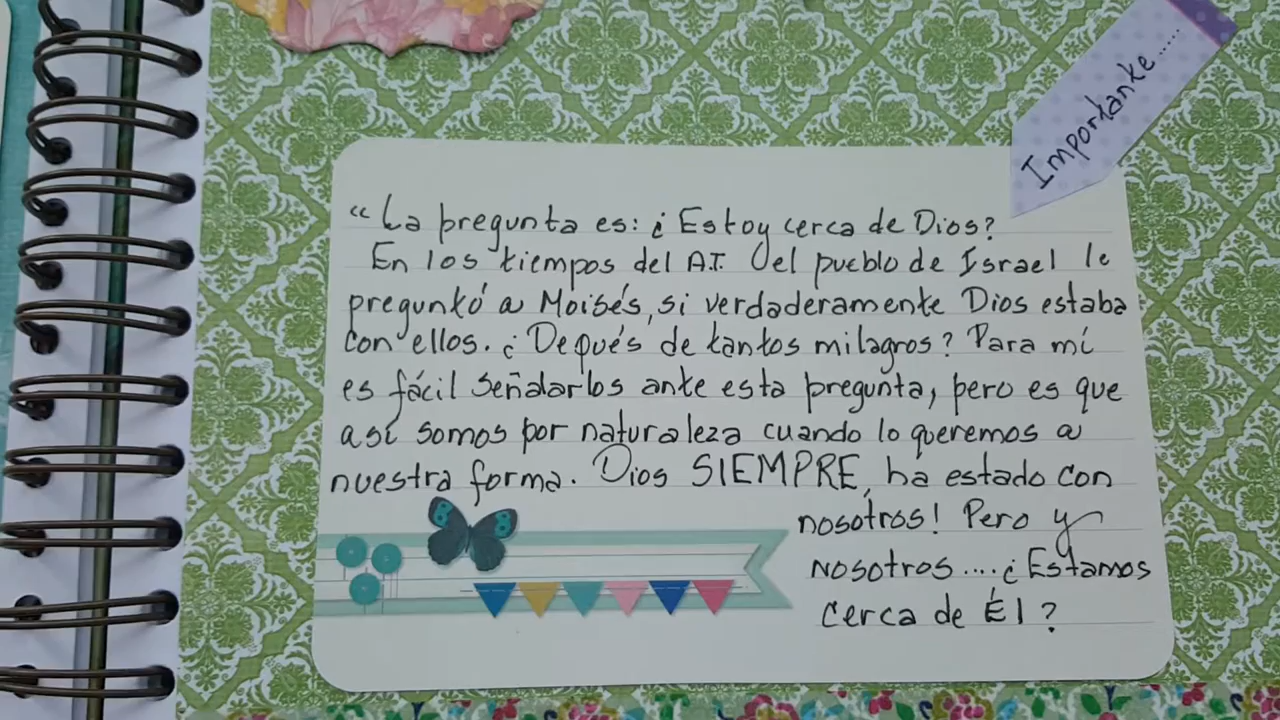 Importante......
“La pregunta es: ¿Estoy cerca de Dios?
En los tiempos del A.T. el pueblo de Israel le
preguntó a Moisés, si verdaderamente Dios estaba
con ellos. ¿Depués de tantos milagros? Para mí
es fácil señalarlos ante esta pregunta, pero es que
así somos por naturaleza cuando lo queremos a
nuestra forma. Dios SIEMPRE, ha estado con
nosotros! Pero y
nosotros....¿Estamos
cerca de Él?